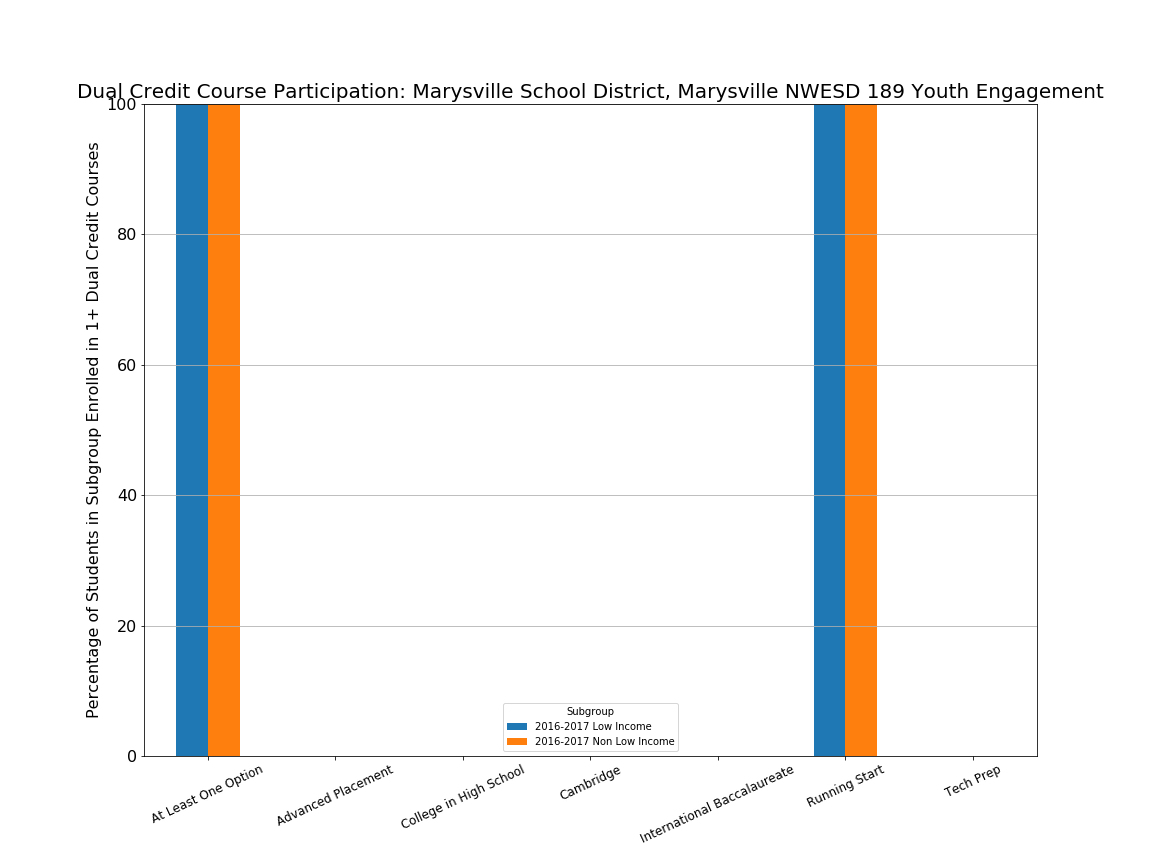 Dual Credit Course Participation: Marysville School District, Marysville NWESD 189 Youth Engagement
Percentage of Students in Subgroup Enrolled in 1+ Dual Credit Courses
100
80
60
40
20
0
Subgroup
2016-2017 Low Income
2016-2017 Non Low Income
At Least One Option
Advanced Placement
College in High School
Cambridge
International Baccalaureate
Running Start
Tech Prep